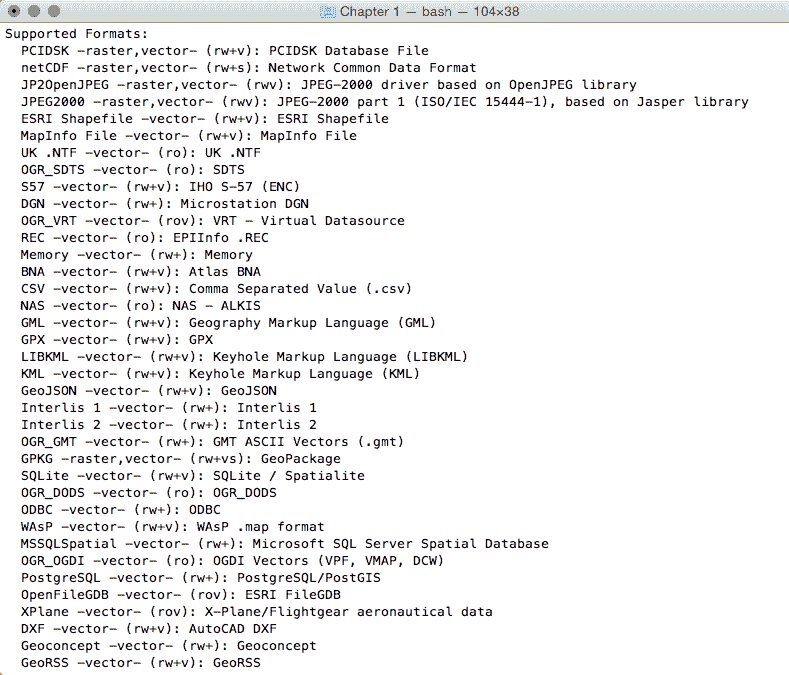 Chapter 1 — bash — 104×38
Supported Formats:
PCIDSK -raster,vector- (rw+v): PCIDSK Database File
netCDF -raster,vector- (rw+s): Network Common Data Format
JP2OpenJPEG -raster,vector- (rwv): JPEG-2000 driver based on OpenJPEG library
JPEG2000 -raster,vector- (rwv): JPEG-2000 part 1 (ISO/IEC 15444-1), based on Jasper library
ESRI Shapefile -vector- (rw+v): ESRI Shapefile
MapInfo File -vector- (rw+v): MapInfo File
UK .NTF -vector- (ro): UK .NTF
OGR_SDTS -vector- (ro): SDTS
S57 -vector- (rw+v): IHO S-57 (ENC)
DGN -vector- (rw+): Microstation DGN
OGR_VRT -vector- (rov): VRT - Virtual Datasource
REC -vector- (ro): EPIInfo .REC
Memory -vector- (rw+): Memory
BNA -vector- (rw+v): Atlas BNA
CSV -vector- (rw+v): Comma Separated Value (.csv)
NAS -vector- (ro): NAS - ALKIS
GML -vector- (rw+v): Geography Markup Language (GML)
GPX -vector- (rw+v): GPX
LIBKML -vector- (rw+v): Keyhole Markup Language (LIBKML)
KML -vector- (rw+v): Keyhole Markup Language (KML)
GeoJSON -vector- (rw+v): GeoJSON
Interlis 1 -vector- (rw+): Interlis 1
Interlis 2 -vector- (rw+): Interlis 2
OGR_GMT -vector- (rw+): GMT ASCII Vectors (.gmt)
GPKG -raster,vector- (rw+vs): GeoPackage
SQLite -vector- (rw+v): SQLite / Spatialite
OGR_DODS -vector- (ro): OGR_DODS
ODBC -vector- (rw+): ODBC
WAsP -vector- (rw+v): WAsP .map format
MSSQLSpatial -vector- (rw+): Microsoft SQL Server Spatial Database
OGR_OGDI -vector- (ro): OGDI Vectors (VPF, VMAP, DCW)
PostgreSQL -vector- (rw+): PostgreSQL/PostGIS
OpenFileGDB -vector- (rov): ESRI FileGDB
XPlane -vector- (rov): X-Plane/Flightgear aeronautical data
DXF -vector- (rw+v): AutoCAD DXF
Geoconcept -vector- (rw+): Geoconcept
GeoRSS -vector- (rw+v): GeoRSS